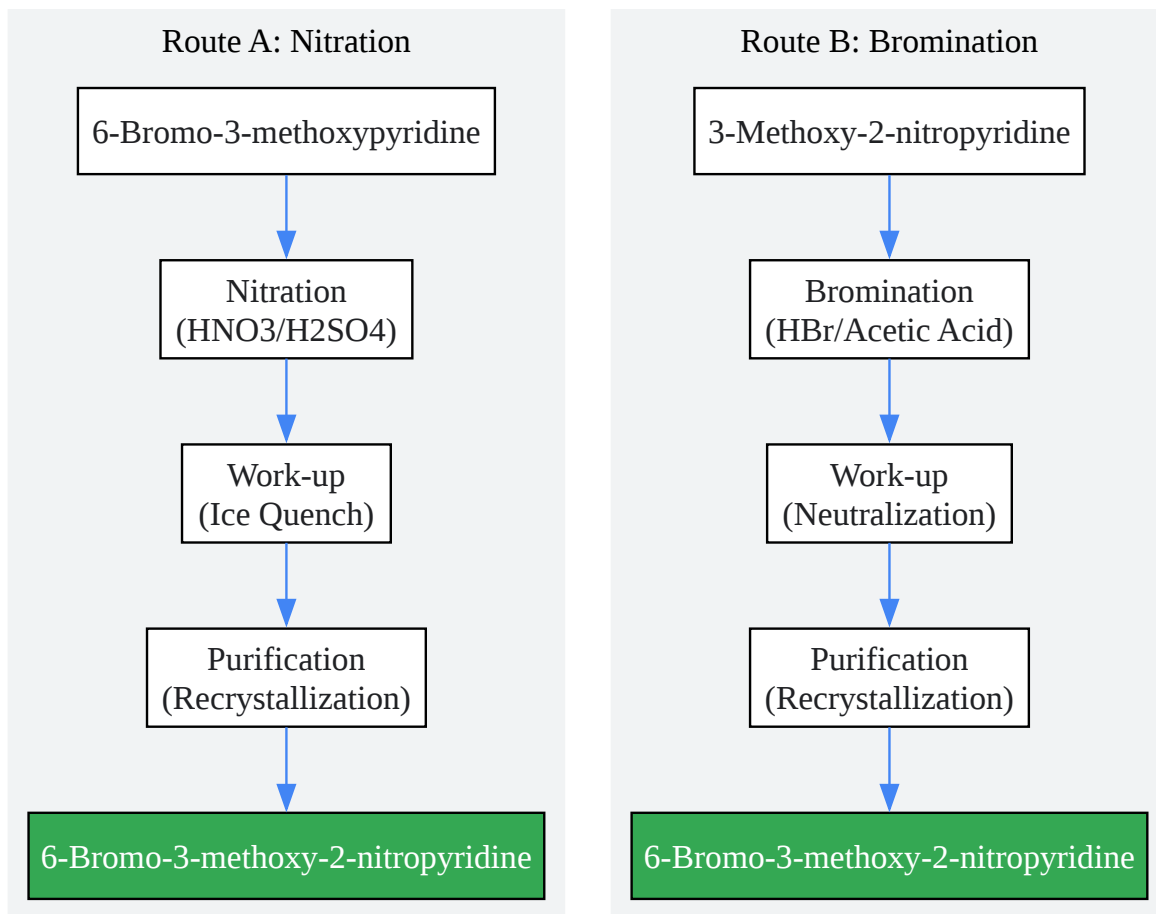 Route A: Nitration
6-Bromo-3-methoxypyridine
Nitration
(HNO3/H2SO4)
Work-up
(Ice Quench)
Purification
(Recrystallization)
6-Bromo-3-methoxy-2-nitropyridine
Route B: Bromination
3-Methoxy-2-nitropyridine
Bromination
(HBr/Acetic Acid)
Work-up
(Neutralization)
Purification
(Recrystallization)
6-Bromo-3-methoxy-2-nitropyridine